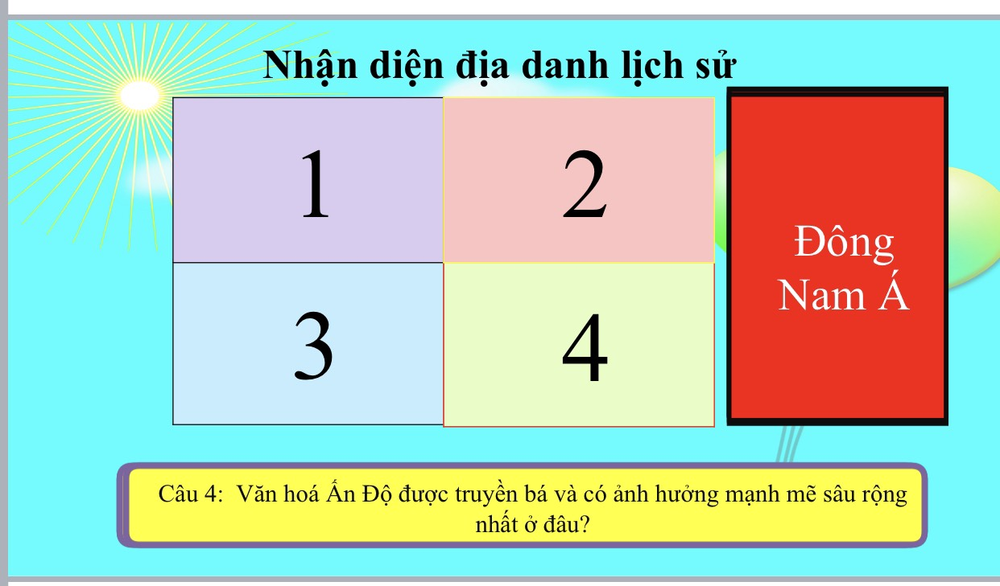 Nhận diện địa danh lịch sử
1
2
3
4
Đông
Nam Á
Câu 4: Văn hoá Ấn Độ được truyền bá và có ảnh hưởng mạnh mẽ sâu rộng
nhất ở đâu?